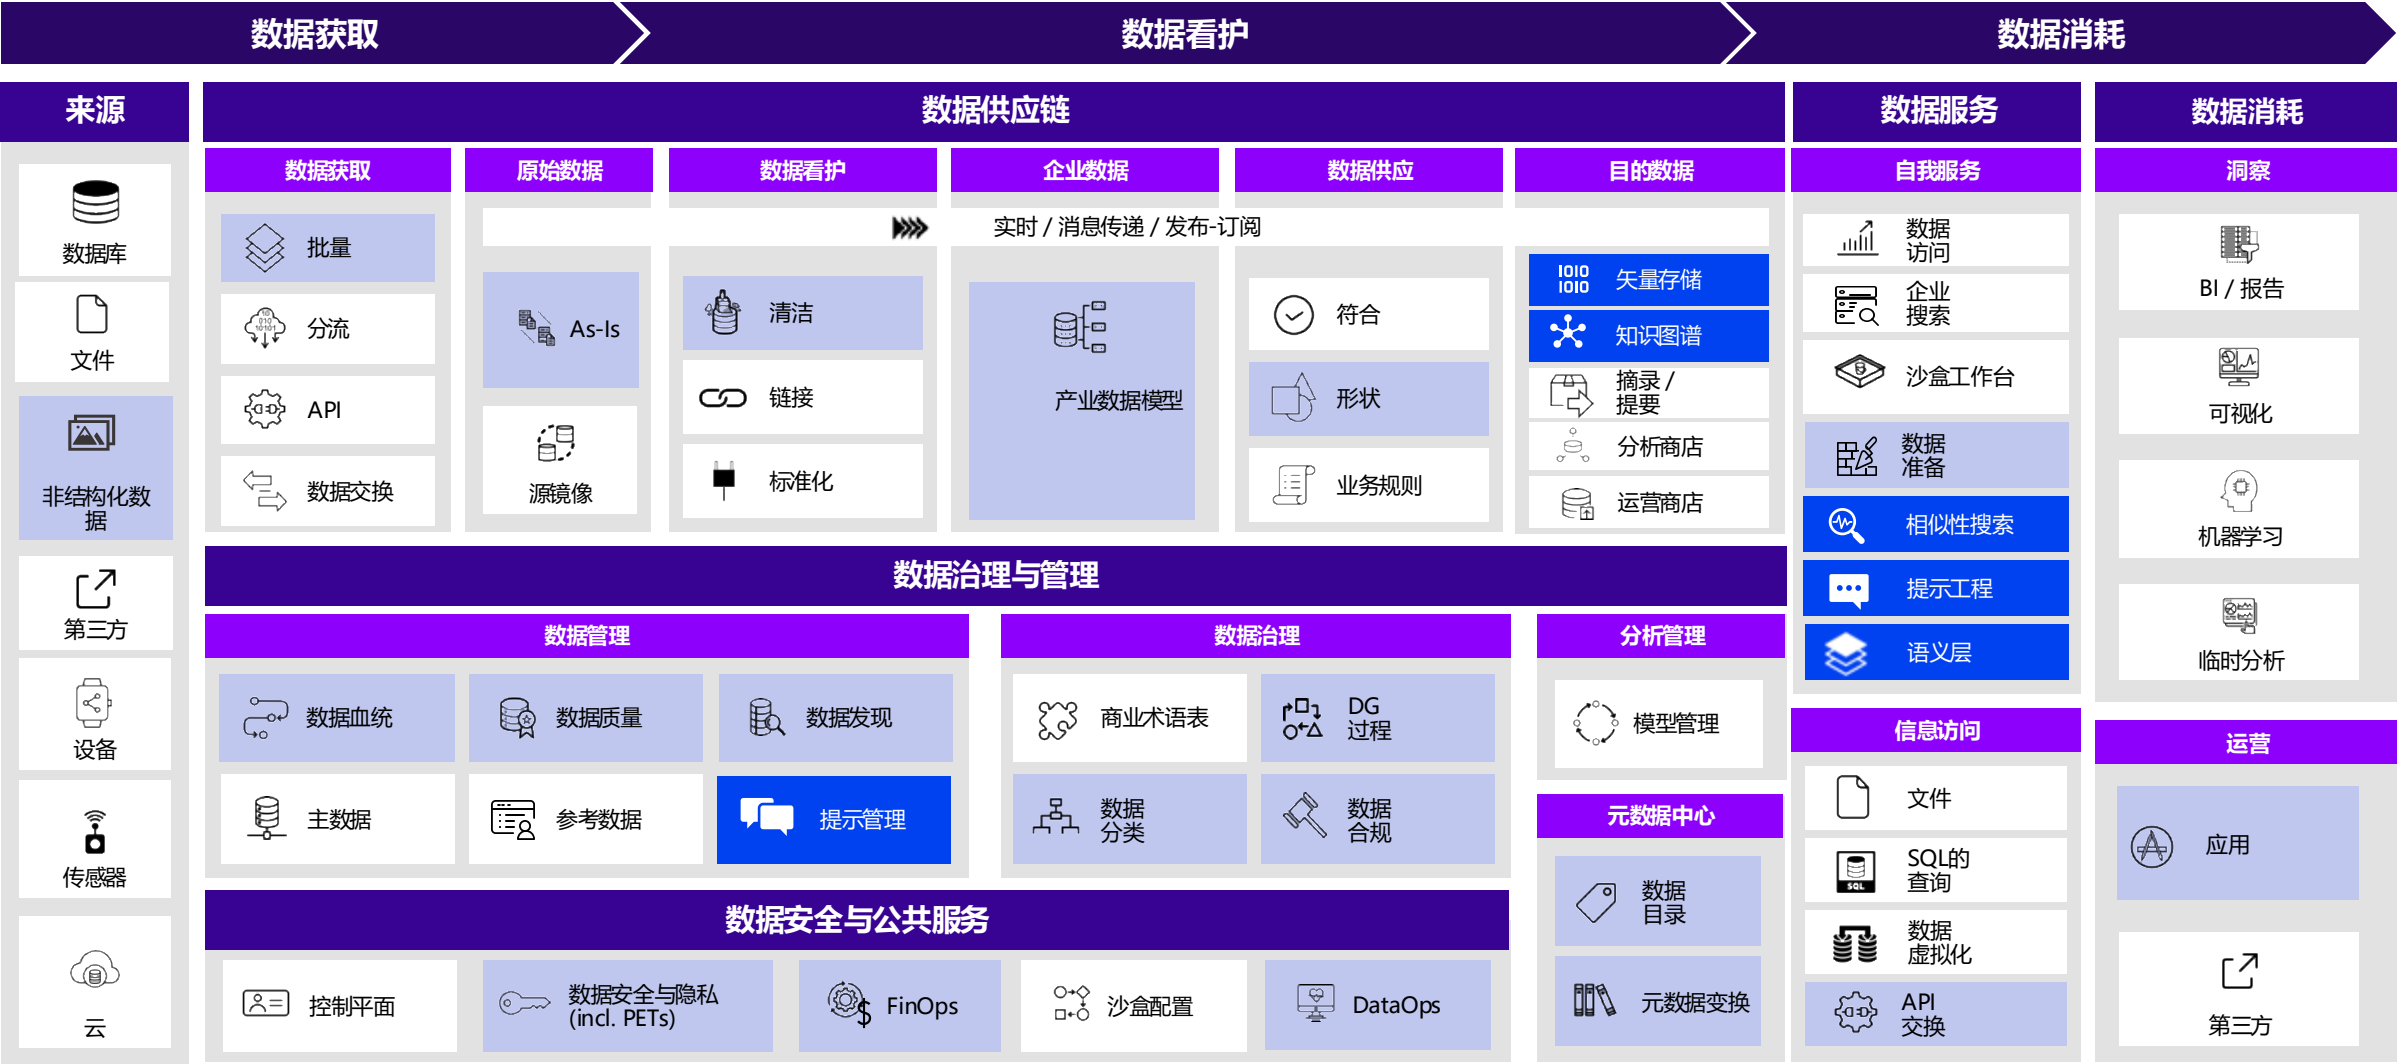 数据获取
数据看护
数据消耗
来源
数据供应链
数据服务
数据消耗
数据库
文件
非结构化数
据
第三方
设备
传感器
云
数据获取
批量
分流
API
数据交换
原始数据
数据看护
企业数据
数据供应
目的数据
实时 / 消息传递 / 发布-订阅
As-Is
源镜像
清洁
链接
标准化
产业数据模型
符合
形状
业务规则
1010
1010
矢量存储
知识图谱
摘录 /
提要
分析商店
运营商店
自我服务
数据
访问
企业
搜索
沙盒工作台
数据
准备
相似性搜索
提示工程
语义层
洞察
BI / 报告
可视化
机器学习
临时分析
数据治理与管理
数据管理
数据血统
数据质量
数据发现
主数据
参考数据
提示管理
数据治理
商业术语表
DG
过程
数据
分类
数据
合规
分析管理
模型管理
元数据中心
数据
目录
元数据变换
信息访问
文件
SQL
SQL的
查询
数据
虚拟化
API
交换
运营
应用
第三方
数据安全与公共服务
控制平面
数据安全与隐私
(incl. PETs)
$
FinOps
沙盒配置
DataOps